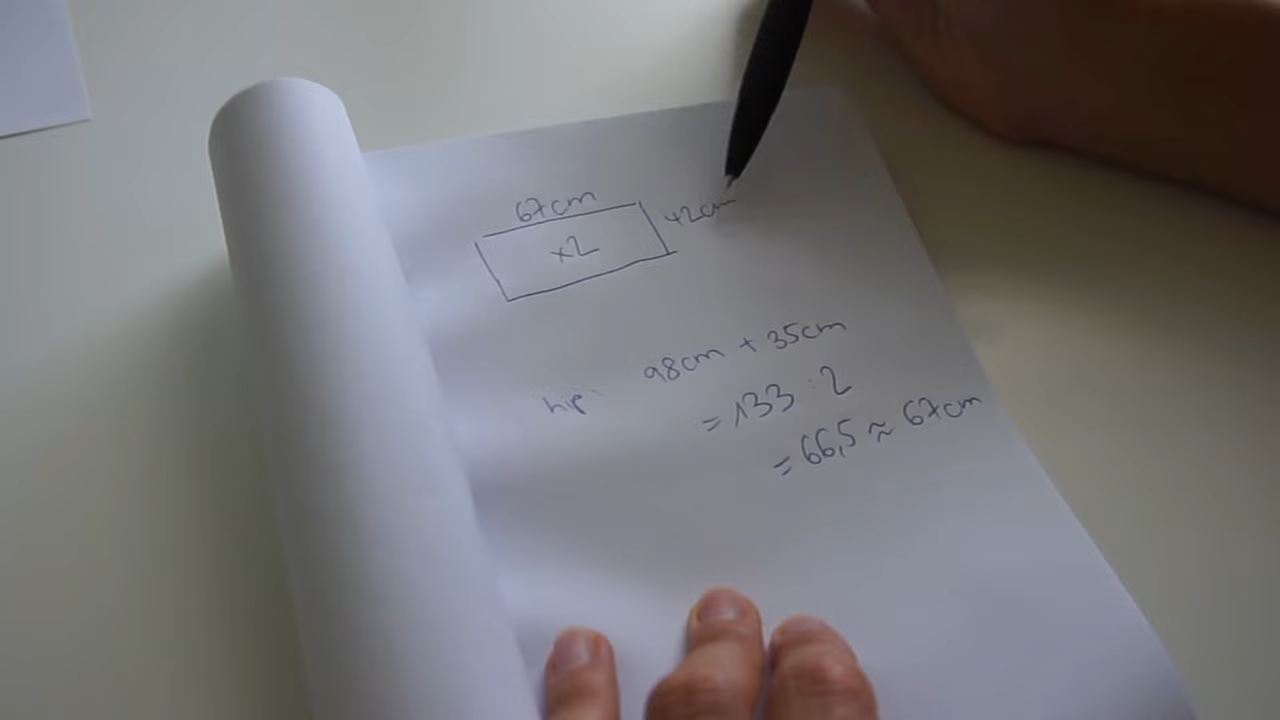 67cm
42cm
x2
hip: 98cm + 35cm
= 133 : 2
= 66,5 ≈ 67cm